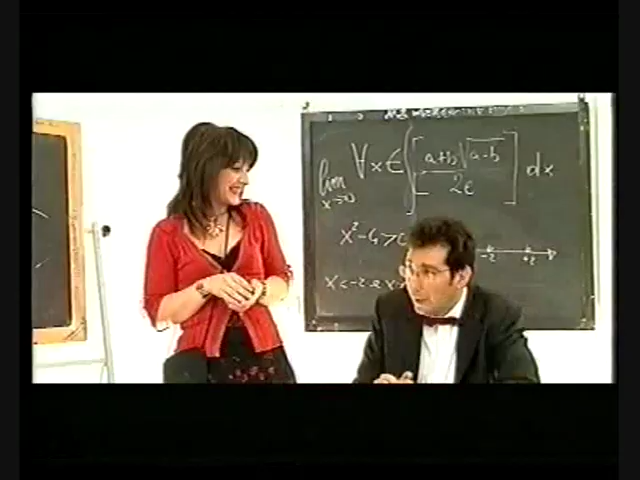 lim ∀x∈∫[a+b√a-b / 2e] dx
x→0
x²-4>0
-2 +2
x<-2 e x